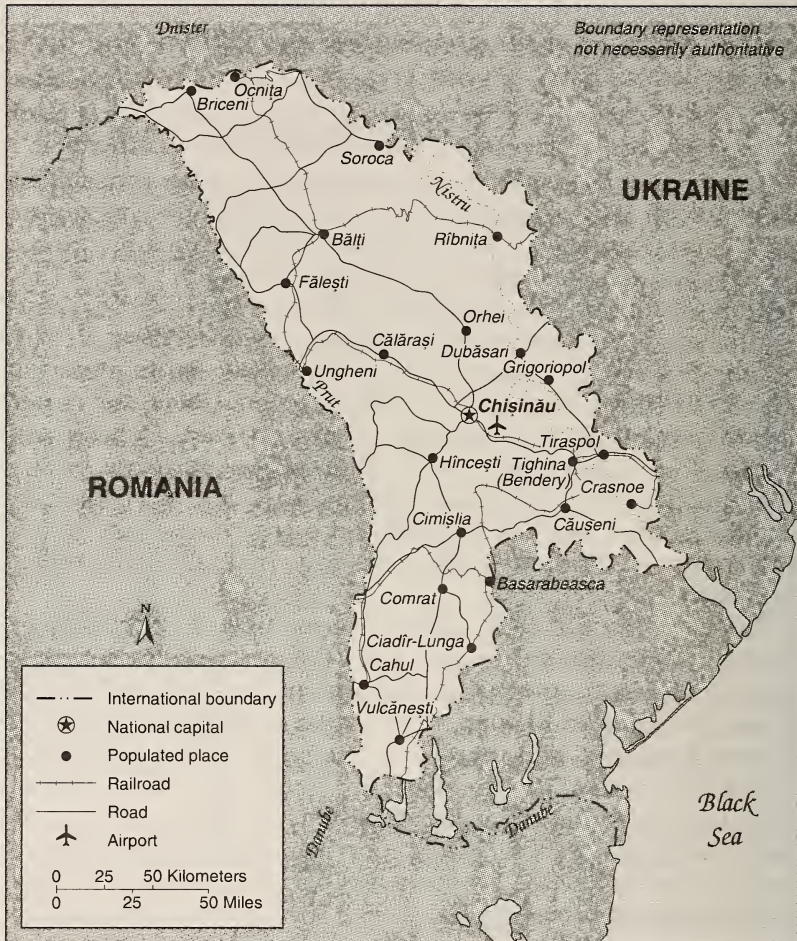 Dnister
Boundary representation
not necessarily authoritative
Ocnița
Briceni
Soroca
Nistru
UKRAINE
Bălți
Rîbnița
Fălești
Orhei
Călărași
Dubăsari
Grigoriopol
Ungheni
Prut
Chișinău
Tiraspol
Hîncești
Tighina
(Bendery)
ROMANIA
Crasnoe
Cimișlia
Căușeni
Basarabeasca
Comrat
N
Ciadîr-Lunga
Cahul
International boundary
Vulcănești
National capital
Populated place
Railroad
Road
Black
Sea
Danube
Danube
Airport
0 25 50 Kilometers
0 25 50 Miles